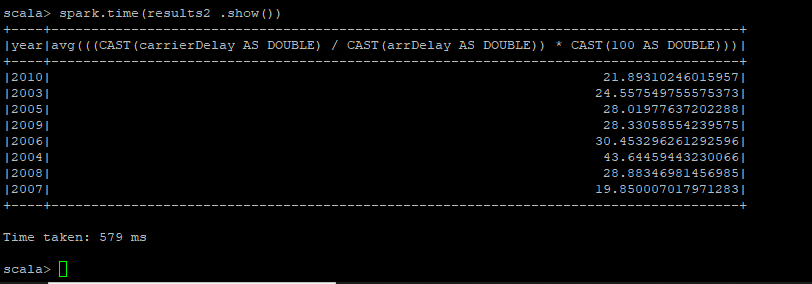 scala> spark.time(results2 .show())
+----+--------------------------------------------------------------------------------------+
|year|avg(((CAST(carrierDelay AS DOUBLE) / CAST(arrDelay AS DOUBLE)) * CAST(100 AS DOUBLE)))|
+----+--------------------------------------------------------------------------------------+
|2010|                                                                     21.89310246015957|
|2003|                                                                    24.557549755575373|
|2005|                                                                     28.01977637202288|
|2009|                                                                     28.33058554239575|
|2006|                                                                    30.453296261292596|
|2004|                                                                     43.64459443230066|
|2008|                                                                     28.88346981456985|
|2007|                                                                    19.850007017971283|
+----+--------------------------------------------------------------------------------------+
Time taken: 579 ms
scala>